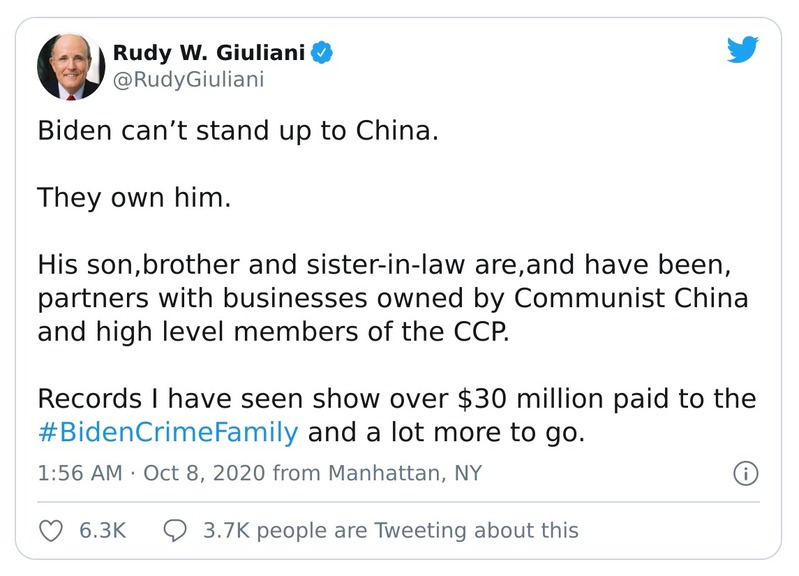 Rudy W. Giuliani
@RudyGiuliani
Biden can’t stand up to China.
They own him.
His son,brother and sister-in-law are,and have been,
partners with businesses owned by Communist China
and high level members of the CCP.
Records I have seen show over $30 million paid to the
#BidenCrimeFamily and a lot more to go.
1:56 AM · Oct 8, 2020 from Manhattan, NY
6.3K 3.7K people are Tweeting about this